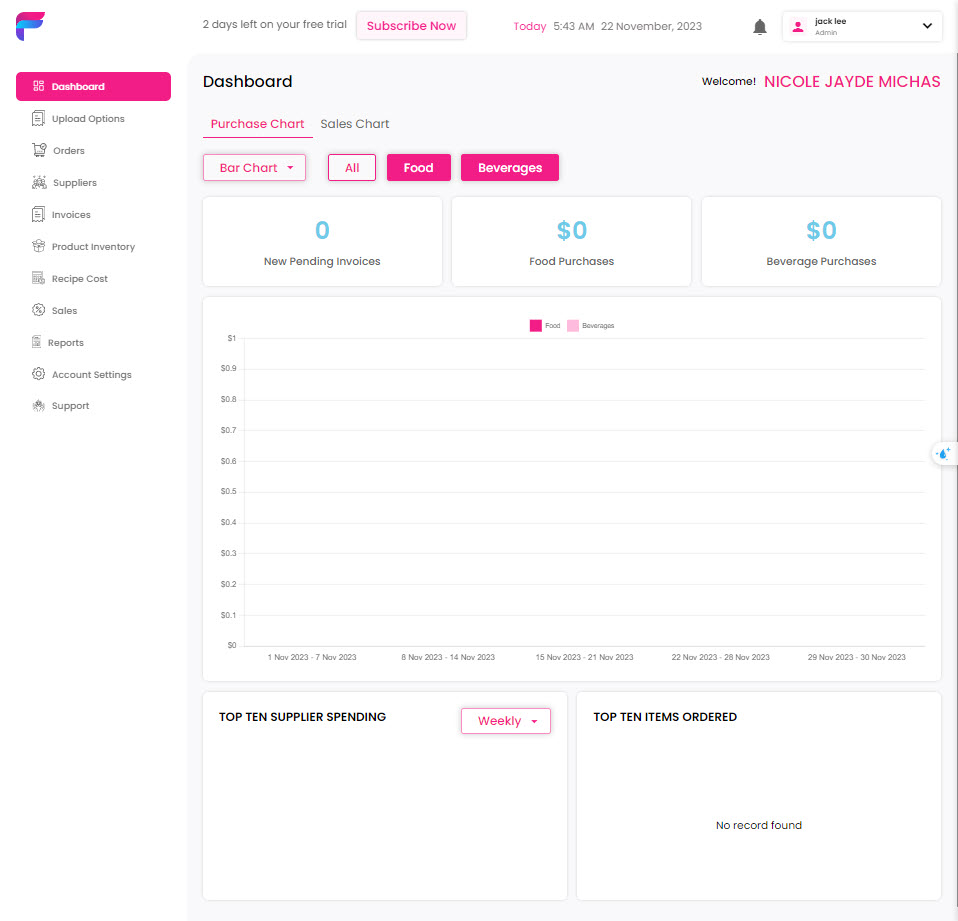 2 days left on your free trial
Subscribe Now
Today 5:43 AM 22 November, 2023
jack lee
Admin
Dashboard
Upload Options
Orders
Suppliers
Invoices
Product Inventory
Recipe Cost
Sales
Reports
Account Settings
Support
Dashboard
Welcome! NICOLE JAYDE MICHAS
Purchase Chart Sales Chart
Bar Chart All Food Beverages
0
New Pending Invoices
$0
Food Purchases
$0
Beverage Purchases
Food Beverages
$1
$0.9
$0.8
$0.7
$0.6
$0.5
$0.4
$0.3
$0.2
$0.1
$0
1 Nov 2023 - 7 Nov 2023 8 Nov 2023 - 14 Nov 2023 15 Nov 2023 - 21 Nov 2023 22 Nov 2023 - 28 Nov 2023 29 Nov 2023 - 30 Nov 2023
TOP TEN SUPPLIER SPENDING
Weekly
TOP TEN ITEMS ORDERED
No record found